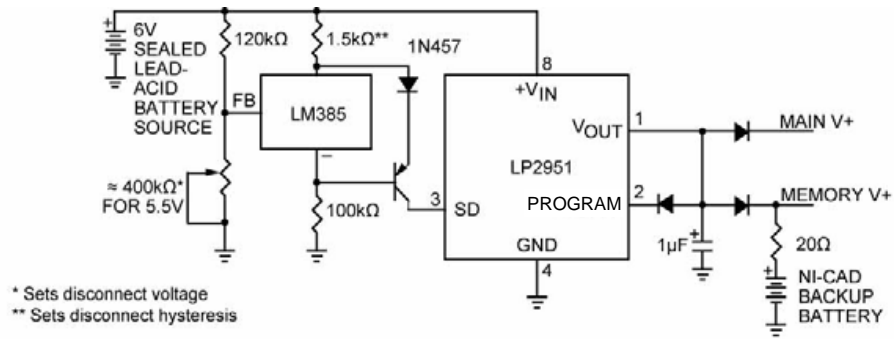 6V
SEALED
LEAD-
ACID
BATTERY
SOURCE
120kΩ
1.5kΩ**
1N457
FB
LM385
–
≈ 400kΩ*
FOR 5.5V
100kΩ
8
+VIN
VOUT
1
LP2951
3
SD
PROGRAM
2
GND
4
MAIN V+
MEMORY V+
+
1µF
20Ω
+
NI-CAD
BACKUP
BATTERY
+
* Sets disconnect voltage
** Sets disconnect hysteresis